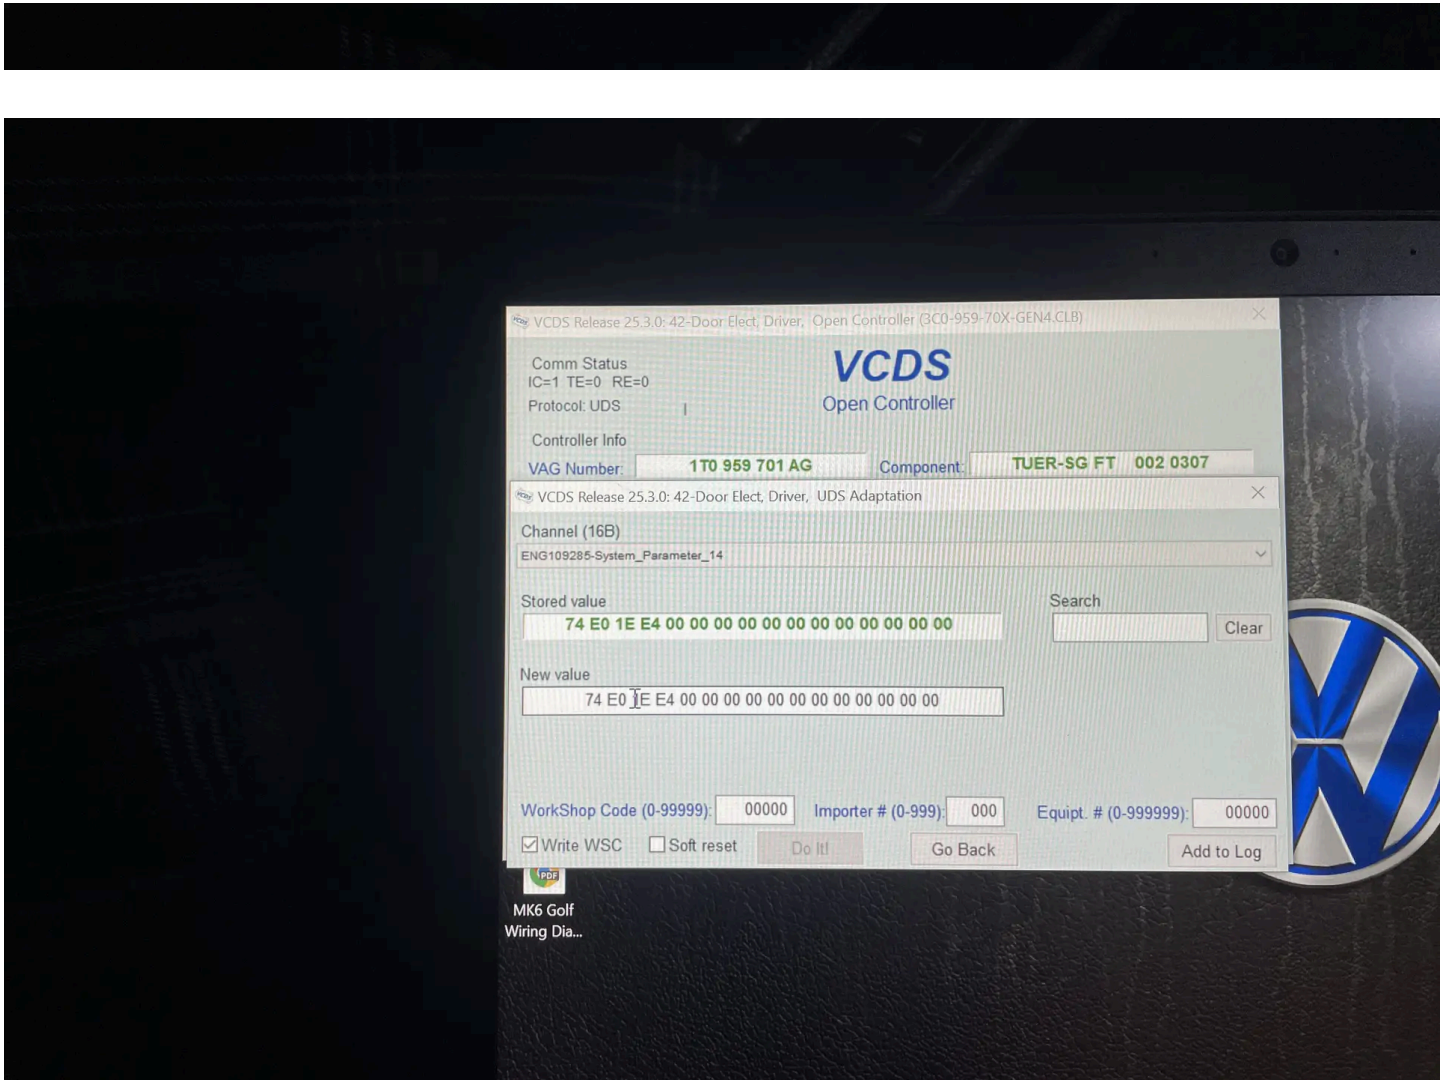 VCDS Release 25.3.0: 42-Door Elect, Driver,  Open Controller (3C0-959-70X-GEN4.CLB)
Comm Status
IC=1  TE=0  RE=0
Protocol: UDS
VCDS
Open Controller
Controller Info
VAG Number: 1T0 959 701 AG Component: TUER-SG FT 002 0307
VCDS Release 25.3.0: 42-Door Elect, Driver,  UDS Adaptation
Channel (16B)
ENG109285-System_Parameter_14
Stored value
74 E0 1E E4 00 00 00 00 00 00 00 00 00 00 00 00
Search
Clear
New value
74 E0 1E E4 00 00 00 00 00 00 00 00 00 00 00 00
WorkShop Code (0-99999): 00000 Importer # (0-999): 000 Equipt. # (0-999999): 00000
Write WSC Soft reset Do It! Go Back Add to Log
PDF
MK6 Golf
Wiring Dia...